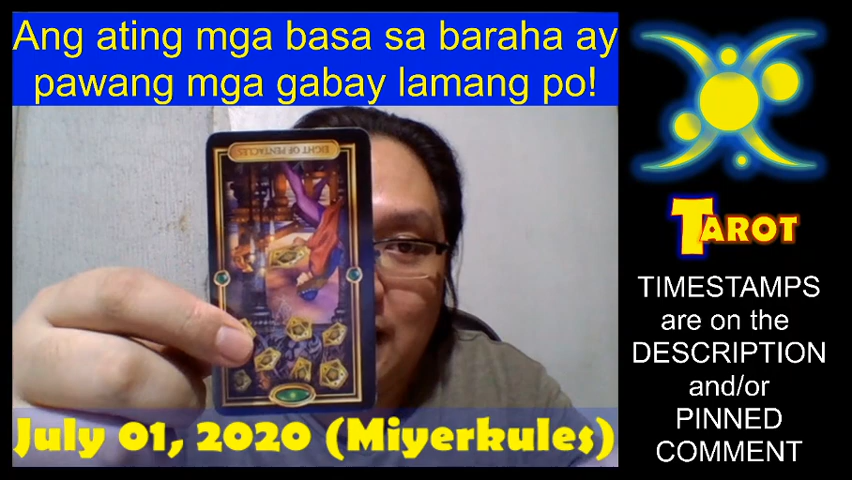 Ang ating mga basa sa baraha ay
pawang mga gabay lamang po!
EIGHT OF PENTACLES
July 01, 2020 (Miyerkules)
TAROT
TIMESTAMPS
are on the
DESCRIPTION
and/or
PINNED
COMMENT